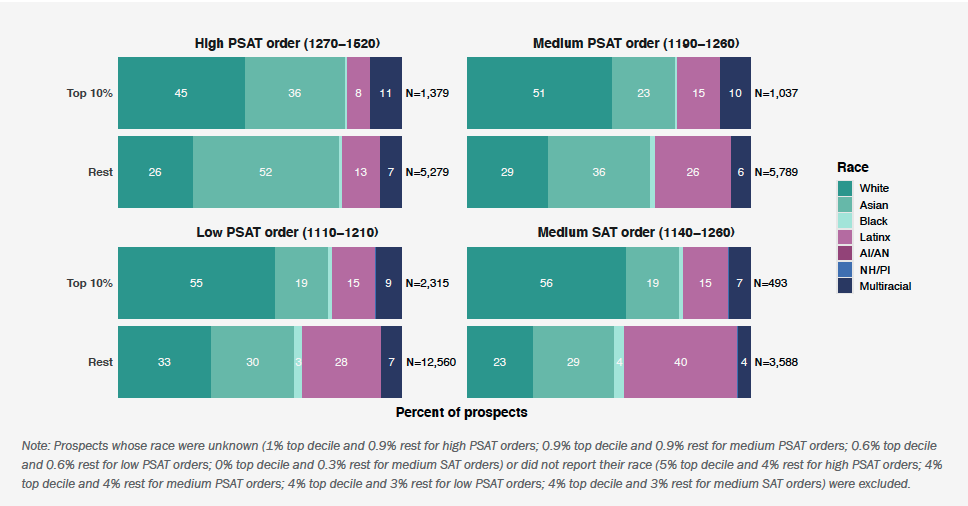 High PSAT order (1270–1520)
Medium PSAT order (1190–1260)
Top 10% 45 36 8 11 N=1,379
51 23 15 10 N=1,037
Rest 26 52 13 7 N=5,279
29 36 26 6 N=5,789
Low PSAT order (1110–1210)
Medium SAT order (1140–1260)
Top 10% 55 19 15 9 N=2,315
56 19 15 7 N=493
Rest 33 30 3 28 7 N=12,560
23 29 4 40 4 N=3,588
Percent of prospects
Race
White
Asian
Black
Latinx
AI/AN
NH/PI
Multiracial
Note: Prospects whose race were unknown (1% top decile and 0.9% rest for high PSAT orders; 0.9% top decile and 0.9% rest for medium PSAT orders; 0.6% top decile
and 0.6% rest for low PSAT orders; 0% top decile and 0.3% rest for medium SAT orders) or did not report their race (5% top decile and 4% rest for high PSAT orders; 4%
top decile and 4% rest for medium PSAT orders; 4% top decile and 3% rest for low PSAT orders; 4% top decile and 3% rest for medium SAT orders) were excluded.